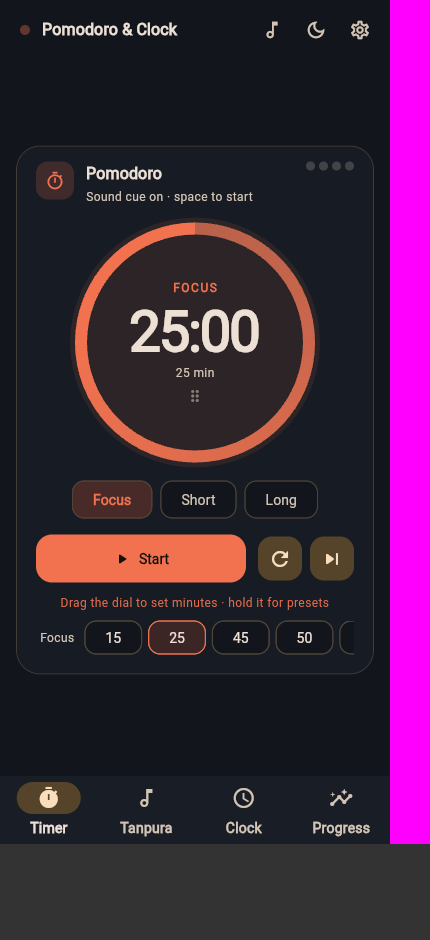 Pomodoro & Clock
Pomodoro
Sound cue on · space to start
FOCUS
25:00
25 min
Focus
Short
Long
Start
Drag the dial to set minutes · hold it for presets
Focus
15
25
45
50
Timer
Tanpura
Clock
Progress